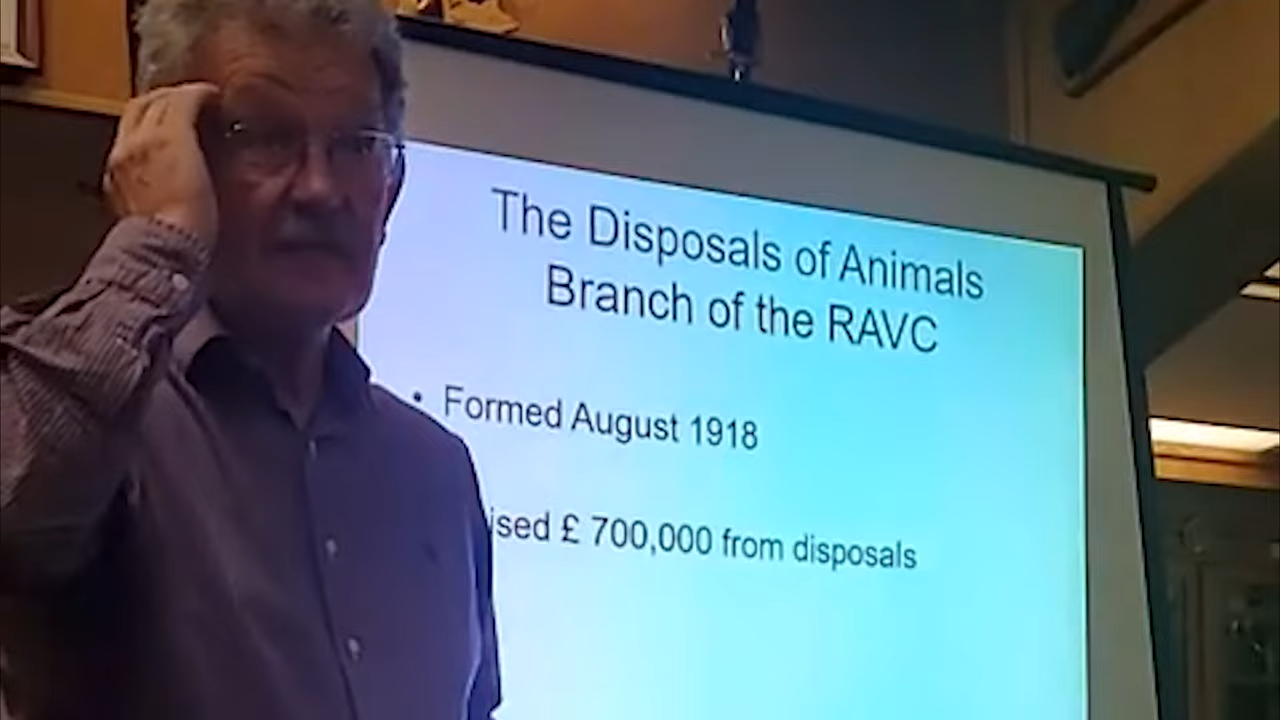 The Disposals of Animals
Branch of the RAVC
• Formed August 1918
ised £ 700,000 from disposals